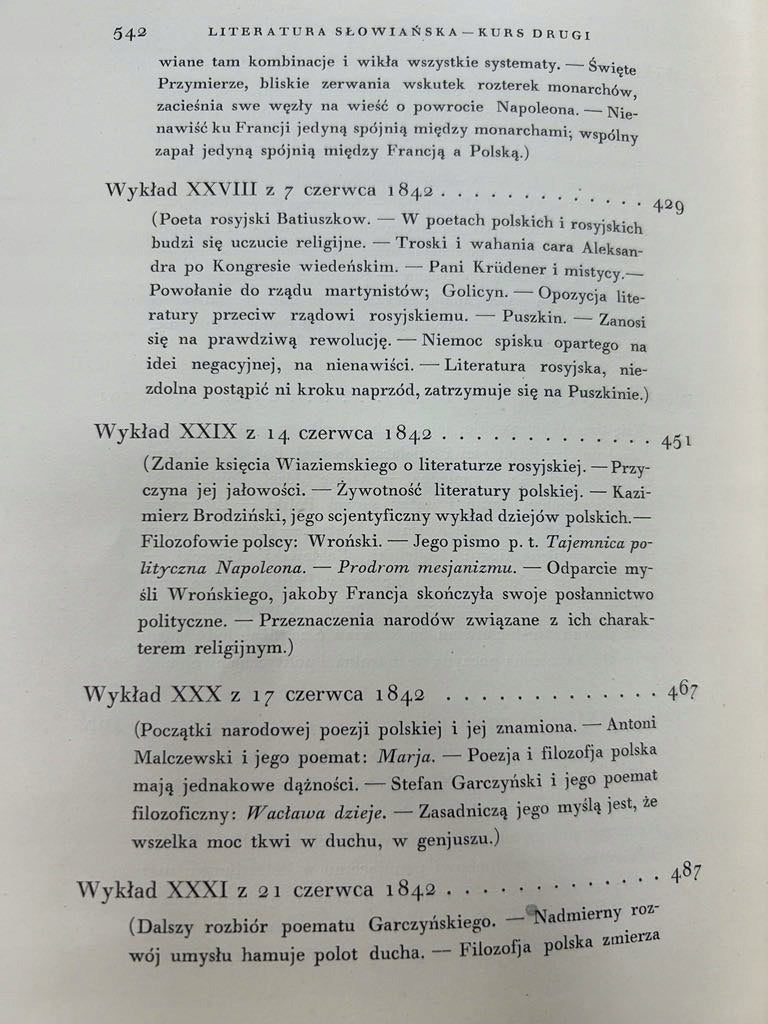 542 LITERATURA SŁOWIAŃSKA — KURS DRUGI
wiane tam kombinacje i wikła wszystkie systematy. — Święte
Przymierze, bliskie zerwania wskutek rozterek monarchów,
zacieśnia swe węzły na wieść o powrocie Napoleona. — Nie-
nawiść ku Francji jedyną spójnią między monarchami; wspólny
zapał jedyną spójnią między Francją a Polską.)
Wykład XXVIII z 7 czerwca 1842 . . . . . . . . . . . . . 429
(Poeta rosyjski Batiuszkow. — W poetach polskich i rosyjskich
budzi się uczucie religijne. — Troski i wahania cara Aleksan-
dra po Kongresie wiedeńskim. — Pani Krüdener i mistycy.—
Powołanie do rządu martynistów; Golicyn. — Opozycja lite-
ratury przeciw rządowi rosyjskiemu. — Puszkin. — Zanosi
się na prawdziwą rewolucję. — Niemoc spisku opartego na
idei negacyjnej, na nienawiści. — Literatura rosyjska, nie-
zdolna postąpić ni kroku naprzód, zatrzymuje się na Puszkinie.)
Wykład XXIX z 14 czerwca 1842 . . . . . . . . . . . . . 451
(Zdanie księcia Wiaziemskiego o literaturze rosyjskiej. — Przy-
czyna jej jałowości. — Żywotność literatury polskiej. — Kazi-
mierz Brodziński, jego scjentyficzny wykład dziejów polskich.—
Filozofowie polscy: Wroński. — Jego pismo p. t. Tajemnica po-
lityczna Napoleona. — Prodrom mesjanizmu. — Odparcie my-
śli Wrońskiego, jakoby Francja skończyła swoje posłannictwo
polityczne. — Przeznaczenia narodów związane z ich charak-
terem religijnym.)
Wykład XXX z 17 czerwca 1842 . . . . . . . . . . . . . 467
(Początki narodowej poezji polskiej i jej znamiona. — Antoni
Malczewski i jego poemat: Marja. — Poezja i filozofja polska
mają jednakowe dążności. — Stefan Garczyński i jego poemat
filozoficzny: Wacława dzieje. — Zasadniczą jego myślą jest, że
wszelka moc tkwi w duchu, w genjuszu.)
Wykład XXXI z 21 czerwca 1842 . . . . . . . . . . . . . 487
(Dalszy rozbiór poematu Garczyńskiego. — Nadmierny roz-
wój umysłu hamuje polot ducha. — Filozofja polska zmierza